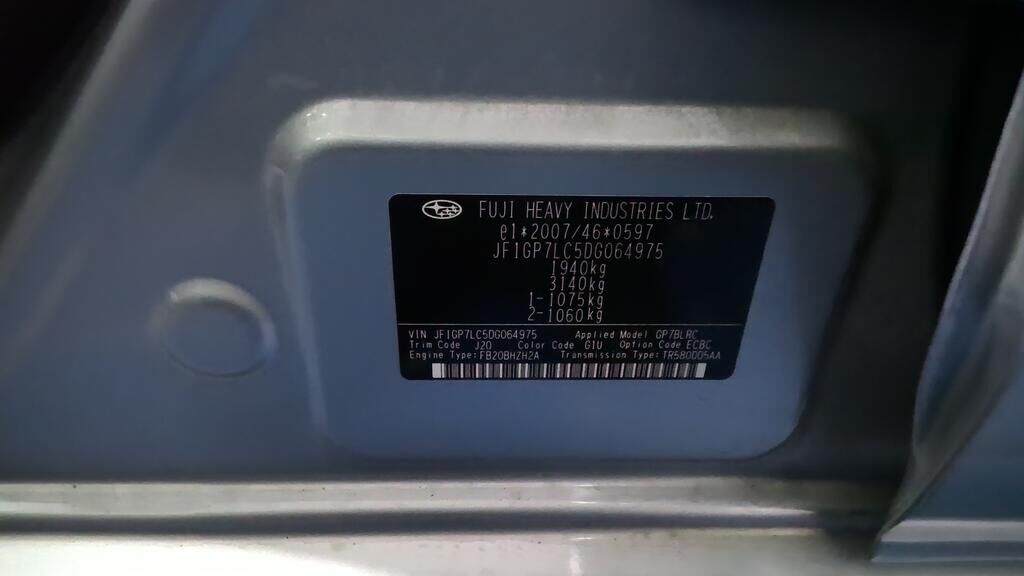 FUJI HEAVY INDUSTRIES LTD.
e1*2007/46*0597
JF1GP7LC5DG064975
1940kg
3140kg
1-1075kg
2-1060kg
VIN JF1GP7LC5DG064975 Applied Model GP7BLRC
Trim Code J20 Color Code G1U Option Code ECBC
Engine Type:FB20BHZH2A Transmission Type:TR580DD5AA